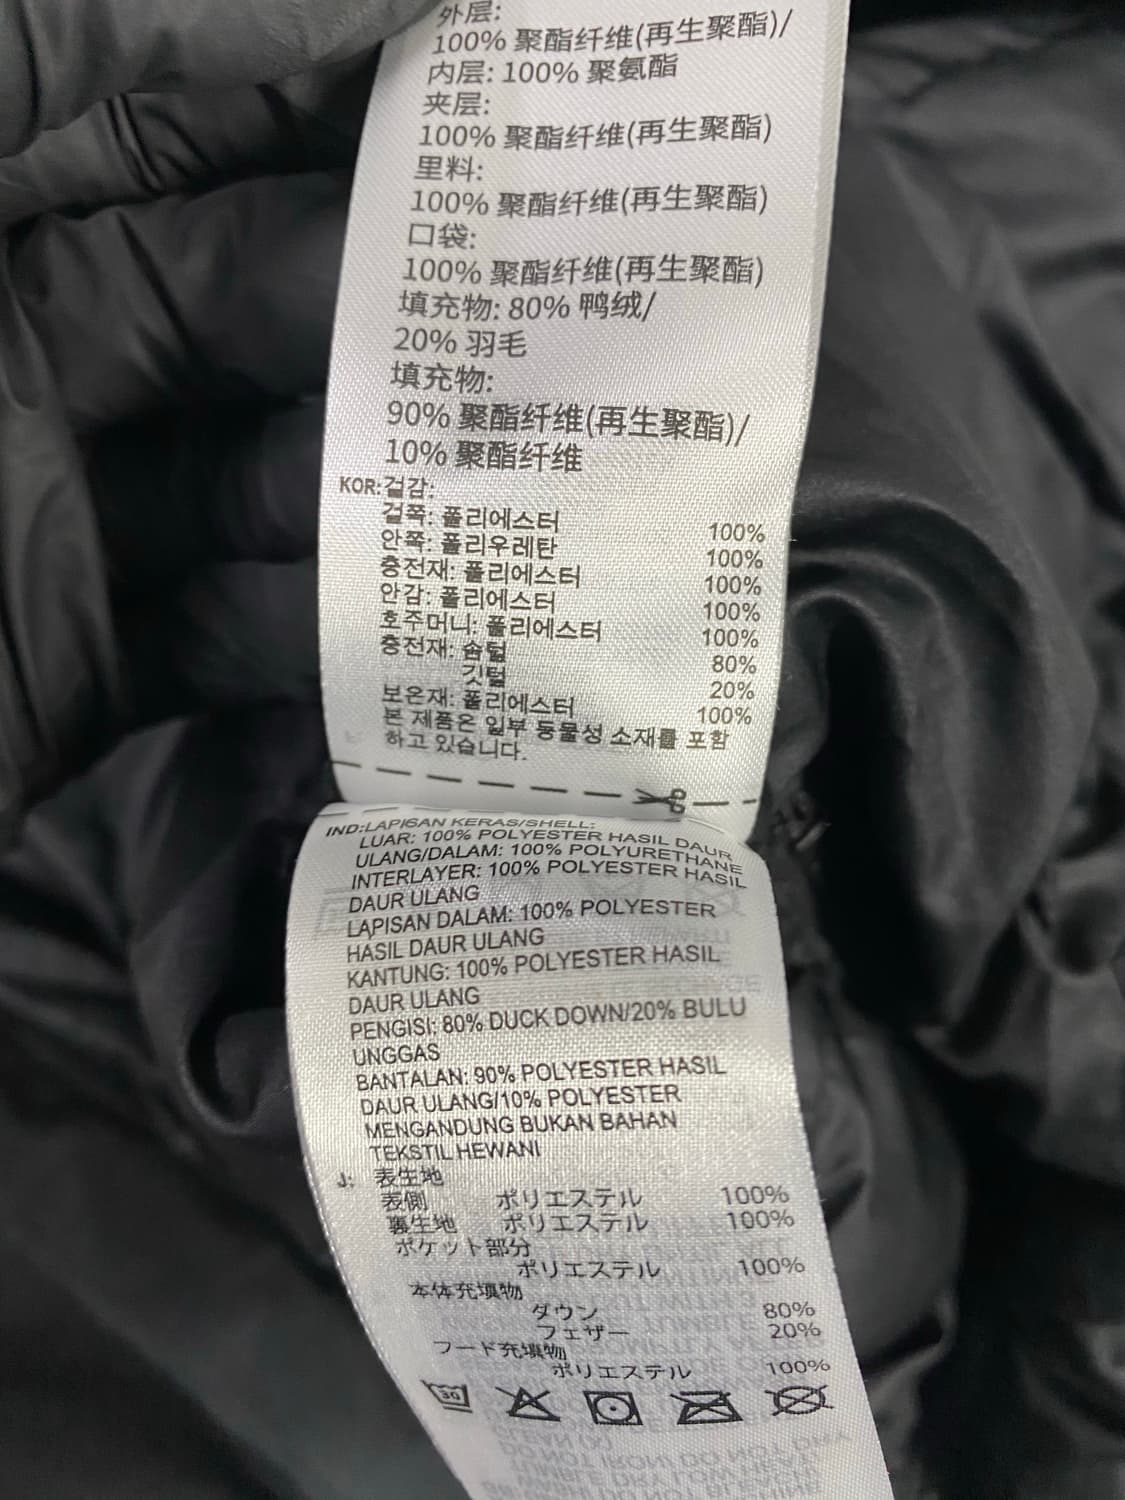 外层:
100% 聚酯纤维(再生聚酯)/
内层: 100% 聚氨酯
夹层:
100% 聚酯纤维(再生聚酯)
里料:
100% 聚酯纤维(再生聚酯)
口袋:
100% 聚酯纤维(再生聚酯)
填充物: 80% 鸭绒/
20% 羽毛
填充物:
90% 聚酯纤维(再生聚酯)/
10% 聚酯纤维
KOR: 겉감:
겉쪽: 폴리에스터 100%
안쪽: 폴리우레탄 100%
충전재: 폴리에스터 100%
안감: 폴리에스터 100%
호주머니: 폴리에스터 100%
충전재: 솜털 80%
깃털 20%
보온재: 폴리에스터 100%
본 제품은 일부 동물성 소재를 포함
하고 있습니다.
IND: LAPISAN KERAS/SHELL:
LUAR: 100% POLYESTER HASIL DAUR
ULANG/DALAM: 100% POLYURETHANE
INTERLAYER: 100% POLYESTER HASIL
DAUR ULANG
LAPISAN DALAM: 100% POLYESTER
HASIL DAUR ULANG
KANTUNG: 100% POLYESTER HASIL
DAUR ULANG
PENGISI: 80% DUCK DOWN/20% BULU
UNGGAS
BANTALAN: 90% POLYESTER HASIL
DAUR ULANG/10% POLYESTER
MENGANDUNG BUKAN BAHAN
TEKSTIL HEWANI
J: 表生地
表側 ポリエステル 100%
裏生地 ポリエステル 100%
ポケット部分
ポリエステル 100%
本体充填物
ダウン 80%
フェザー 20%
フード充填物
ポリエステル 100%
30